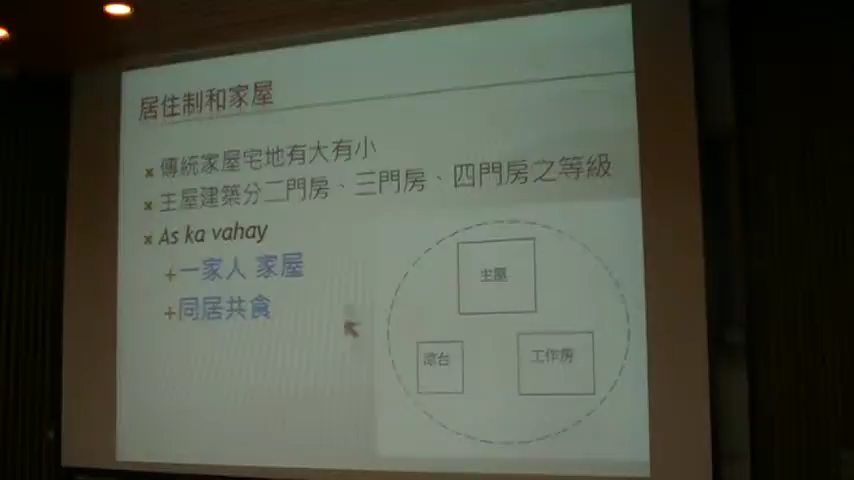 居住制和家屋
× 傳統家屋宅地有大有小
× 主屋建築分二門房、三門房、四門房之等級
× As ka vahay
+一家人 家屋
+同居共食
主屋
涼台
工作房